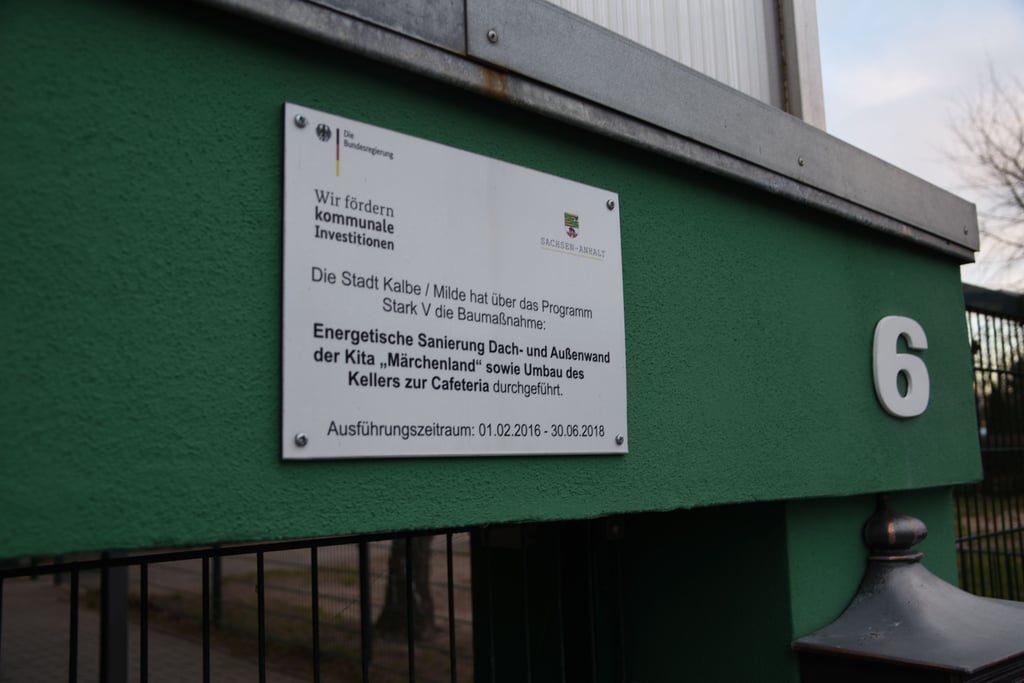 Die
Bundesregierung
Wir fördern
kommunale
Investitionen
SACHSEN-ANHALT
Die Stadt Kalbe / Milde hat über das Programm
Stark V die Baumaßnahme:
Energetische Sanierung Dach- und Außenwand
der Kita „Märchenland“ sowie Umbau des
Kellers zur Cafeteria durchgeführt.
Ausführungszeitraum: 01.02.2016 - 30.06.2018
6